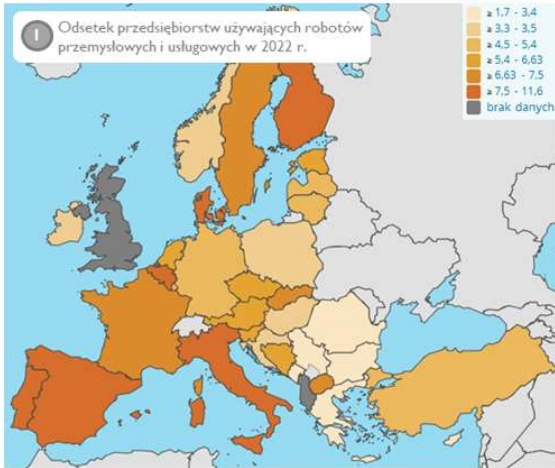 I
Odsetek przedsiębiorstw używających robotów
przemysłowych i usługowych w 2022 r.
≥ 1,7 - 3.4
≥ 3.3 - 3.5
≥ 4.5 - 5.4
≥ 5.4 - 6,63
≥ 6.63 - 7.5
≥ 7.5 - 11,6
brak danych